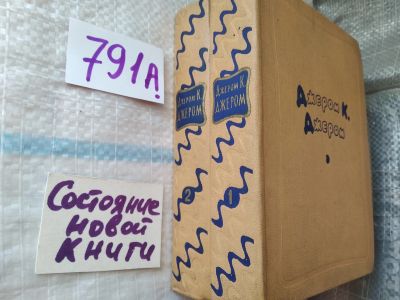 791А
Состояние
новой
книги
Джером К.
ДЖЕРОМ
2
Джером К.
ДЖЕРОМ
1
Джером К.
Джером